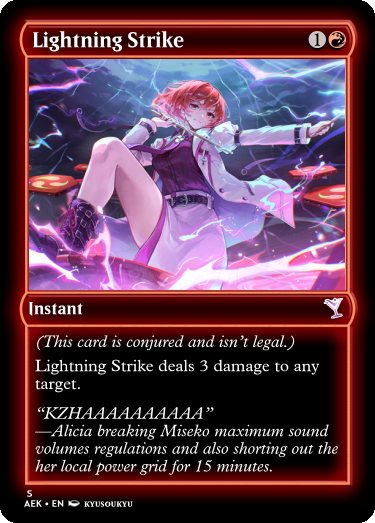 Lightning Strike 1
Instant
(This card is conjured and isn't legal.)
Lightning Strike deals 3 damage to any
target.
“KZHAAAAAAAAAA”
—Alicia breaking Miseko maximum sound
volumes regulations and also shorting out the
her local power grid for 15 minutes.
S
AEK • EN KYUSOUKYU